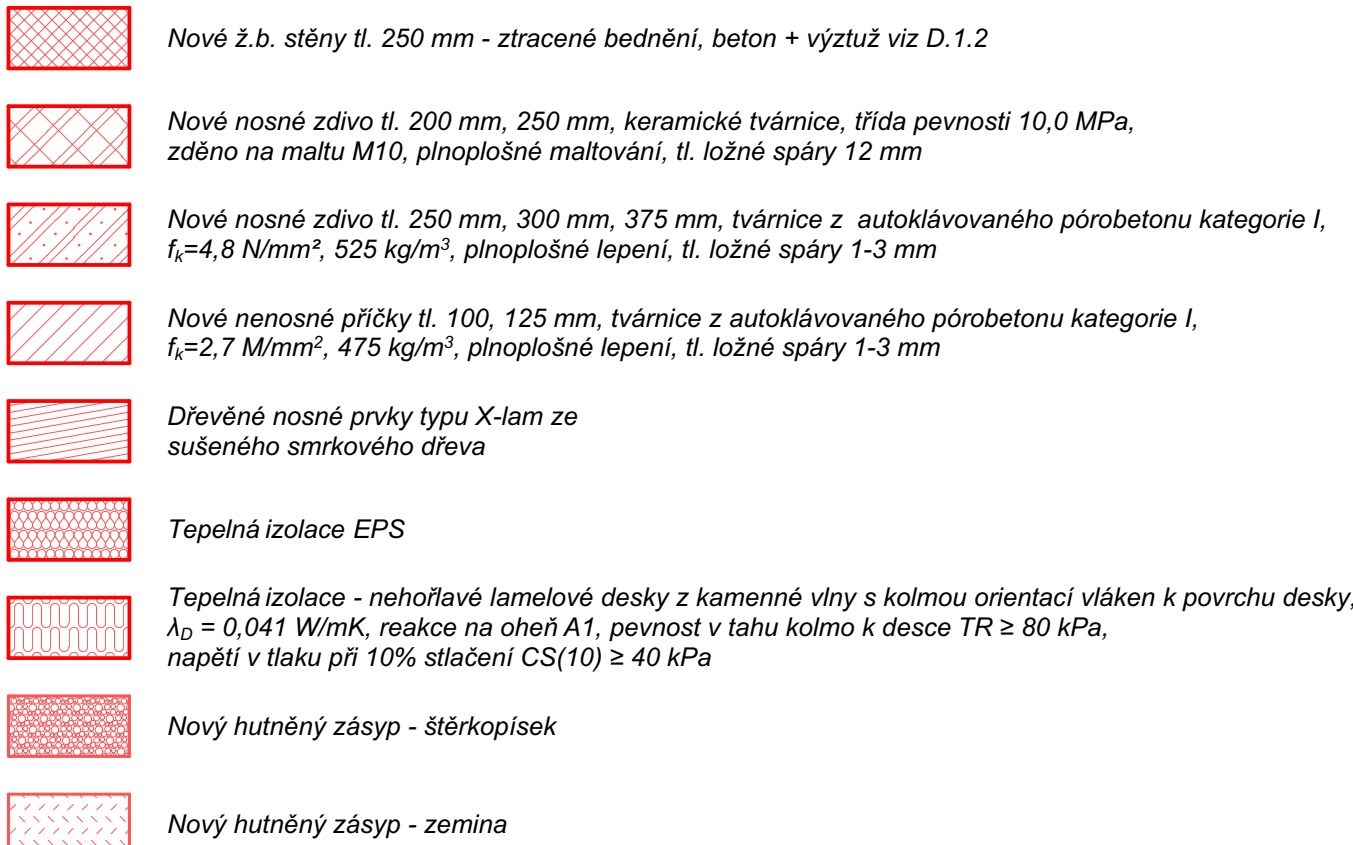 Nové ž.b. stěny tl. 250 mm - ztracené bednění, beton + výztuž viz D.1.2
Nové nosné zdivo tl. 200 mm, 250 mm, keramické tvárnice, třída pevnosti 10,0 MPa,
zděno na maltu M10, plnoplošné maltování, tl. ložné spáry 12 mm
Nové nosné zdivo tl. 250 mm, 300 mm, 375 mm, tvárnice z autoklávovaného pórobetonu kategorie I,
fₖ=4,8 N/mm², 525 kg/m³, plnoplošné lepení, tl. ložné spáry 1-3 mm
Nové nenosné příčky tl. 100, 125 mm, tvárnice z autoklávovaného pórobetonu kategorie I,
fₖ=2,7 M/mm², 475 kg/m³, plnoplošné lepení, tl. ložné spáry 1-3 mm
Dřevěné nosné prvky typu X-lam ze
sušeného smrkového dřeva
Tepelná izolace EPS
Tepelná izolace - nehořlavé lamelové desky z kamenné vlny s kolmou orientací vláken k povrchu desky,
λD = 0,041 W/mK, reakce na oheň A1, pevnost v tahu kolmo k desce TR ≥ 80 kPa,
napětí v tlaku při 10% stlačení CS(10) ≥ 40 kPa
Nový hutněný zásyp - štěrkopísek
Nový hutněný zásyp - zemina